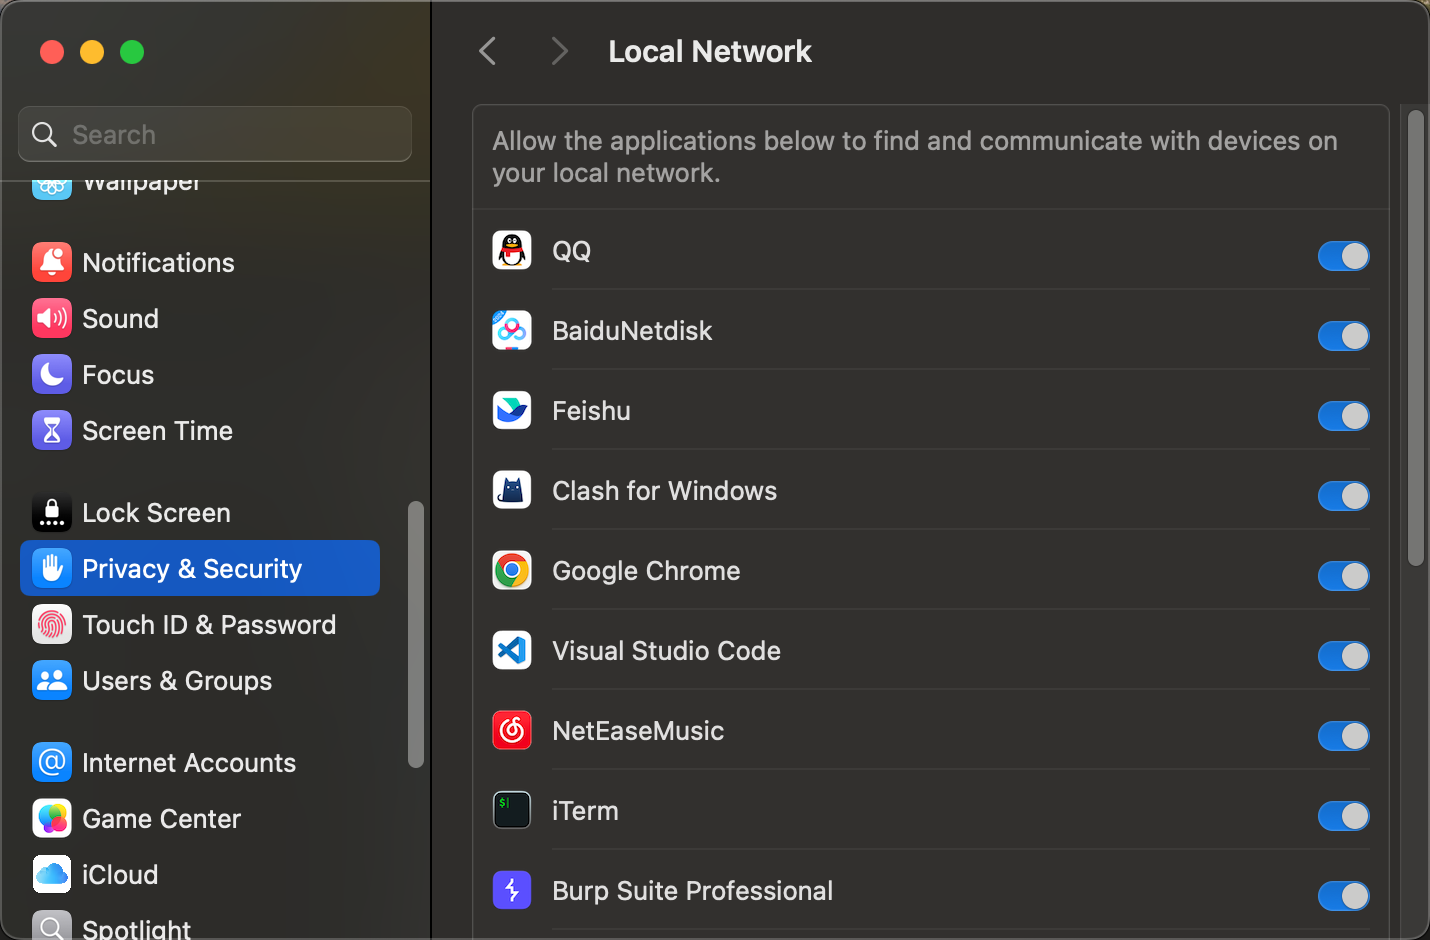 Local Network
Search
Wallpaper
Notifications
Sound
Focus
Screen Time
Lock Screen
Privacy & Security
Touch ID & Password
Users & Groups
Internet Accounts
Game Center
iCloud
Spotlight
Allow the applications below to find and communicate with devices on
your local network.
QQ
BaiduNetdisk
Feishu
Clash for Windows
Google Chrome
Visual Studio Code
NetEaseMusic
$
iTerm
Burp Suite Professional